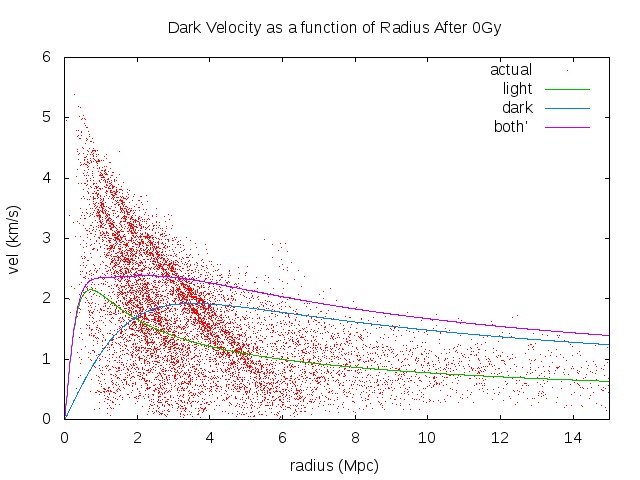 Dark Velocity as a function of Radius After 0Gy
actual
light
dark
both'
6
5
4
3
2
1
0
vel (km/s)
0 2 4 6 8 10 12 14
radius (Mpc)